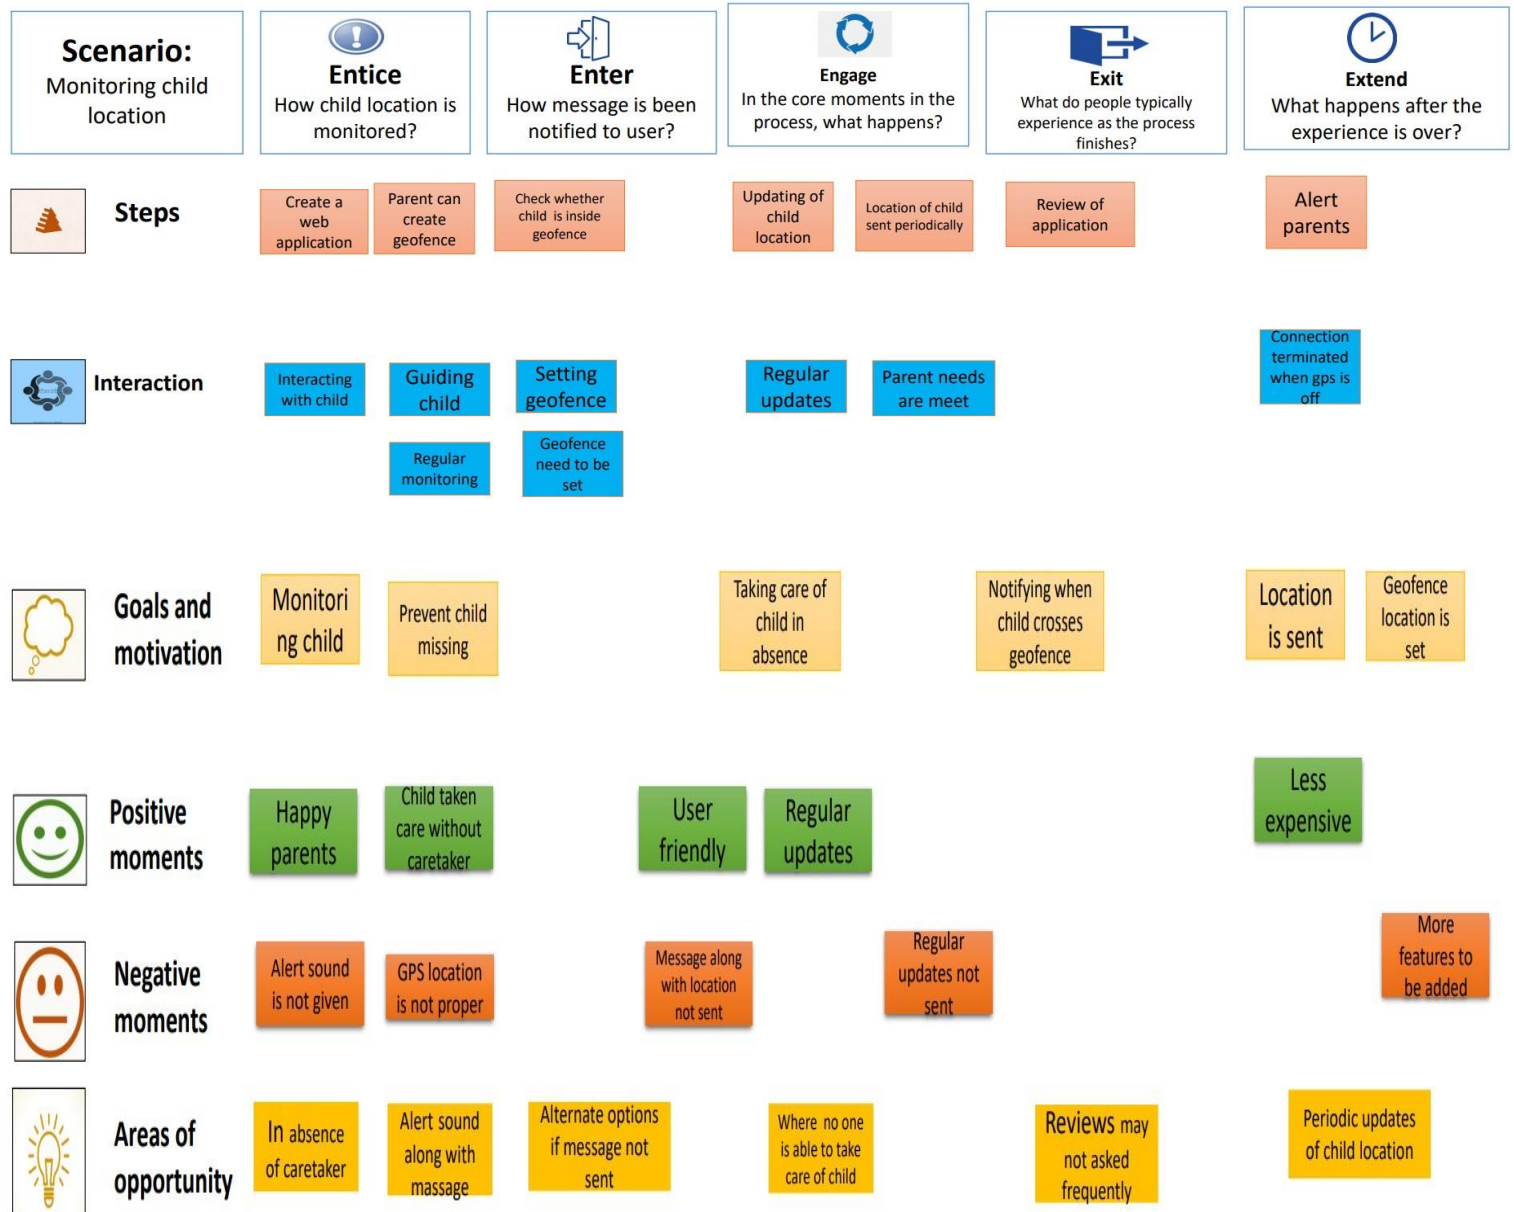 Scenario:
Monitoring child
location
Entice
How child location is
monitored?
Enter
How message is been
notified to user?
Engage
In the core moments in the
process, what happens?
Exit
What do people typically
experience as the process
finishes?
Extend
What happens after the
experience is over?
Steps
Create a
web
application
Parent can
create
geofence
Check whether
child is inside
geofence
Updating of
child
location
Location of child
sent periodically
Review of
application
Alert
parents
Interaction
Interacting
with child
Guiding
child
Setting
geofence
Regular
updates
Parent needs
are meet
Connection
terminated
when gps is
off
Regular
monitoring
Geofence
need to be
set
Goals and
motivation
Monitori
ng child
Prevent child
missing
Taking care of
child in
absence
Notifying when
child crosses
geofence
Location
is sent
Geofence
location is
set
Positive
moments
Happy
parents
Child taken
care without
caretaker
User
friendly
Regular
updates
Less
expensive
Negative
moments
Alert sound
is not given
GPS location
is not proper
Message along
with location
not sent
Regular
updates not
sent
More
features to
be added
Areas of
opportunity
In absence
of caretaker
Alert sound
along with
massage
Alternate options
if message not
sent
Where no one
is able to take
care of child
Reviews may
not asked
frequently
Periodic updates
of child location